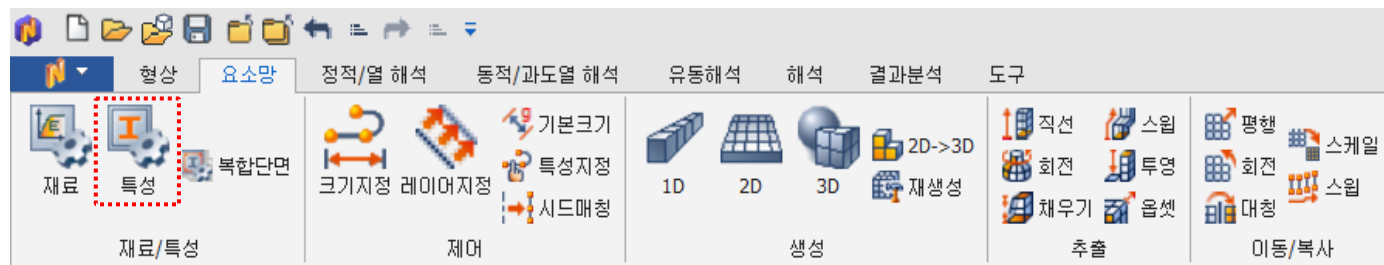 형상 요소망 정적/열 해석 동적/과도열 해석 유동해석 해석 결과분석 도구
기본크기 직선 스윕 평행
2D->3D 스케일
복합단면 특성지정 회전 투영 회전
재료 특성 크기지정 레이어지정 1D 2D 3D 재생성 스윕
시드매칭 채우기 옵셋 대칭
재료/특성 제어 생성 추출 이동/복사